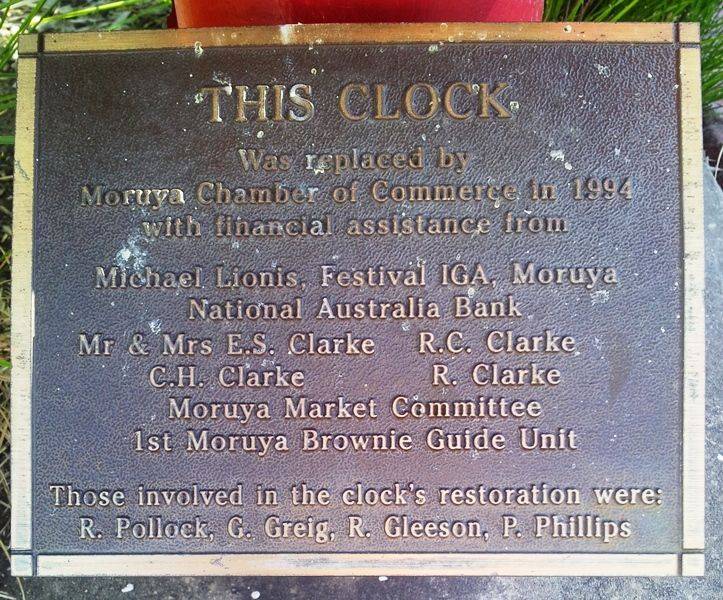 THIS CLOCK
Was replaced by
Moruya Chamber of Commerce in 1994
with financial assistance from
Michael Lionis, Festival IGA, Moruya
National Australia Bank
Mr & Mrs E.S. Clarke R.C. Clarke
C.H. Clarke R. Clarke
Moruya Market Committee
1st Moruya Brownie Guide Unit
Those involved in the clock's restoration were:
R. Pollock, G. Greig, R. Gleeson, P. Phillips